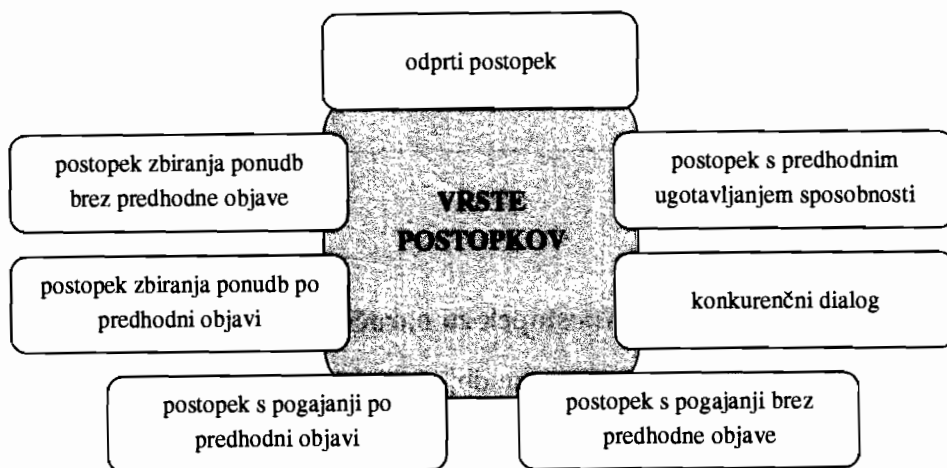 odprti postopek
postopek zbiranja ponudb
brez predhodne objave
postopek s predhodnim
ugotavljanjem sposobnosti
VRSTE
POSTOPKOV
postopek zbiranja ponudb po
predhodni objavi
konkurenčni dialog
postopek s pogajanji po
predhodni objavi
postopek s pogajanji brez
predhodne objave